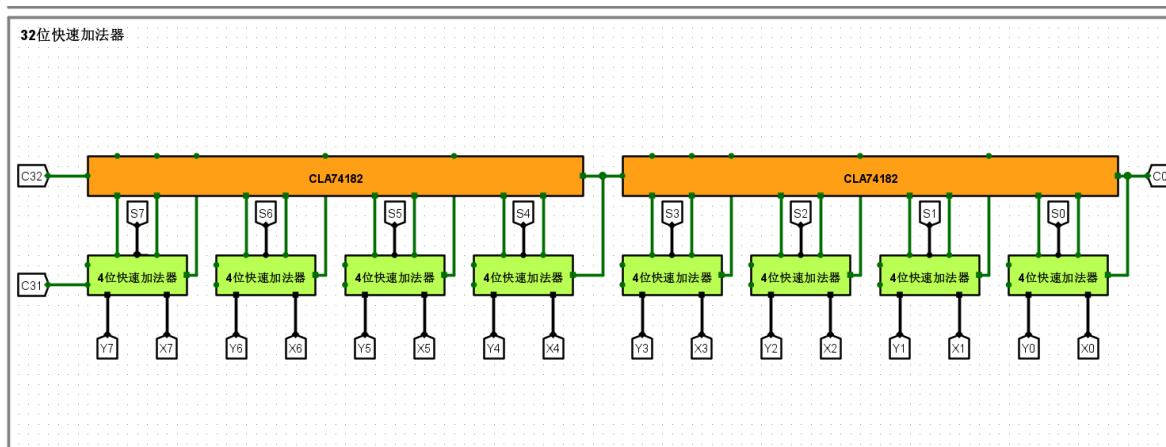 32位快速加法器
C32
CLA74182
CLA74182
C0
S7
S6
S5
S4
S3
S2
S1
S0
C31
4位快速加法器
4位快速加法器
4位快速加法器
4位快速加法器
4位快速加法器
4位快速加法器
4位快速加法器
4位快速加法器
Y7
X7
Y6
X6
Y5
X5
Y4
X4
Y3
X3
Y2
X2
Y1
X1
Y0
X0